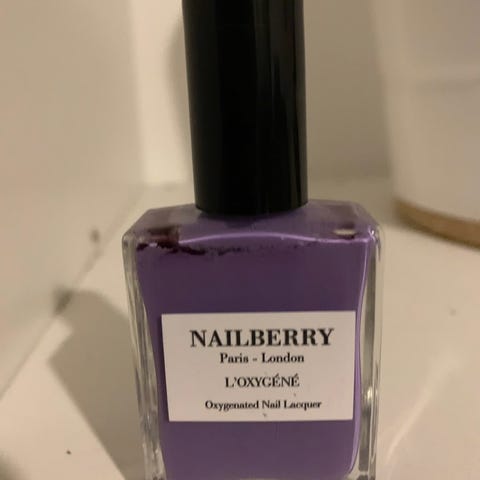 NAILBERRY
Paris - London
L'OXYGÉNÉ
Oxygenated Nail Lacquer